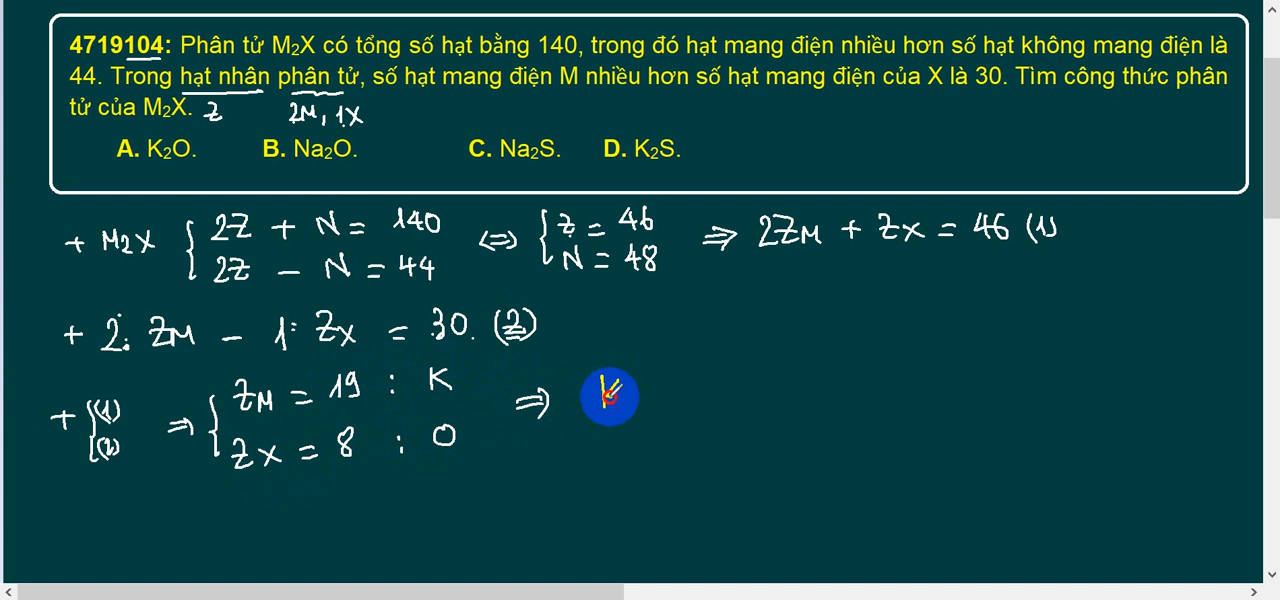 4719104: Phân tử M₂X có tổng số hạt bằng 140, trong đó hạt mang điện nhiều hơn số hạt không mang điện là
44. Trong hạt nhân phân tử, số hạt mang điện M nhiều hơn số hạt mang điện của X là 30. Tìm công thức phân
tử của M₂X. Z 2M, 1X
A. K₂O. B. Na₂O. C. Na₂S. D. K₂S.
+ M₂X { 2Z + N = 140 ⇔ { Z = 46 ⇒ 2ZM + ZX = 46 (1)
2Z - N = 44 N = 48
+ 2. ZM - 1. ZX = 30. (2)
+ { (1) ⇒ { ZM = 19 : K ⇒ K
(2) ZX = 8 : O